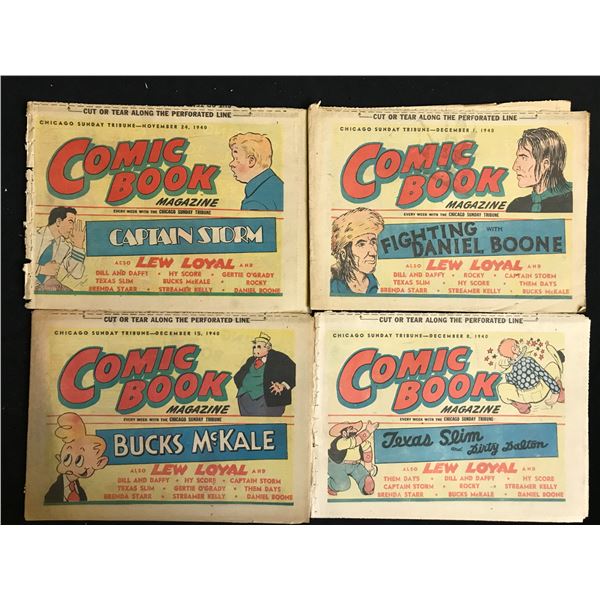 CUT OR TEAR ALONG THE PERFORATED LINE
CHICAGO SUNDAY TRIBUNE—NOVEMBER 24, 1940
COMIC
BOOK
MAGAZINE
EVERY WEEK WITH THE CHICAGO SUNDAY TRIBUNE
CAPTAIN STORM
ALSO LEW LOYAL AND
DILL AND DAFFY • HY SCORE • GERTIE O'GRADY
TEXAS SLIM • BUCKS McKALE • ROCKY
BRENDA STARR • STREAMER KELLY • DANIEL BOONE
CUT OR TEAR ALONG THE PERFORATED LINE
CHICAGO SUNDAY TRIBUNE—DECEMBER 1, 1940
COMIC
BOOK
MAGAZINE
EVERY WEEK WITH THE CHICAGO SUNDAY TRIBUNE
FIGHTING WITH
DANIEL BOONE
ALSO LEW LOYAL AND
DILL AND DAFFY • ROCKY • CAPTAIN STORM
TEXAS SLIM • HY SCORE • THEM DAYS
BRENDA STARR • STREAMER KELLY • BUCKS McKALE
CUT OR TEAR ALONG THE PERFORATED LINE
CHICAGO SUNDAY TRIBUNE—DECEMBER 15, 1940
COMIC
BOOK
MAGAZINE
EVERY WEEK WITH THE CHICAGO SUNDAY TRIBUNE
BUCKS McKALE
ALSO LEW LOYAL AND
DILL AND DAFFY • HY SCORE • CAPTAIN STORM
TEXAS SLIM • GERTIE O'GRADY • THEM DAYS
BRENDA STARR • STREAMER KELLY • DANIEL BOONE
CUT OR TEAR ALONG THE PERFORATED LINE
CHICAGO SUNDAY TRIBUNE—DECEMBER 8, 1940
COMIC
BOOK
MAGAZINE
EVERY WEEK WITH THE CHICAGO SUNDAY TRIBUNE
Texas Slim
and Dirty Dalton
ALSO LEW LOYAL AND
THEM DAYS • DILL AND DAFFY • HY SCORE
CAPTAIN STORM • ROCKY • STREAMER KELLY
BRENDA STARR • BUCKS McKALE • DANIEL BOONE